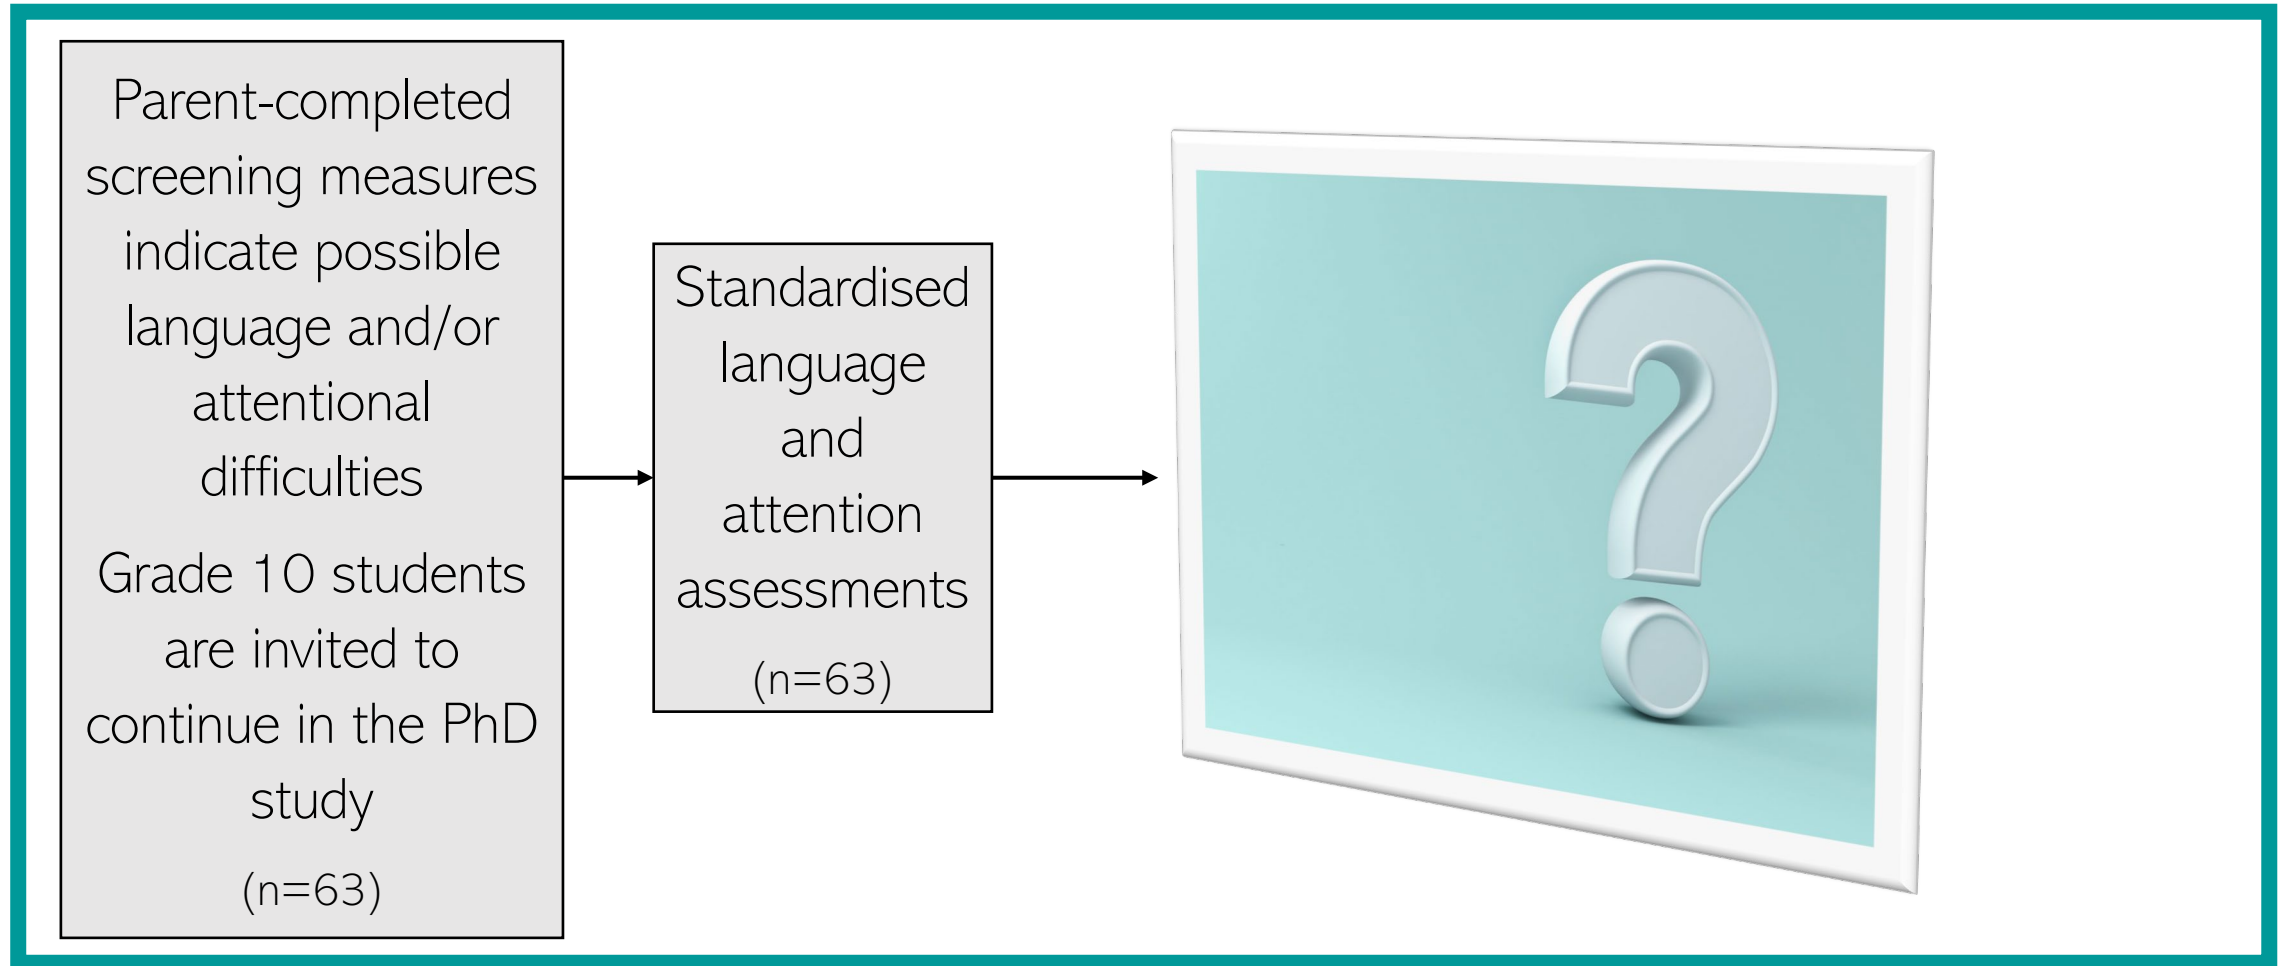 Parent-completed
screening measures
indicate possible
language and/or
attentional
difficulties
Grade 10 students
are invited to
continue in the PhD
study
(n=63)
Standardised
language
and
attention
assessments
(n=63)
?